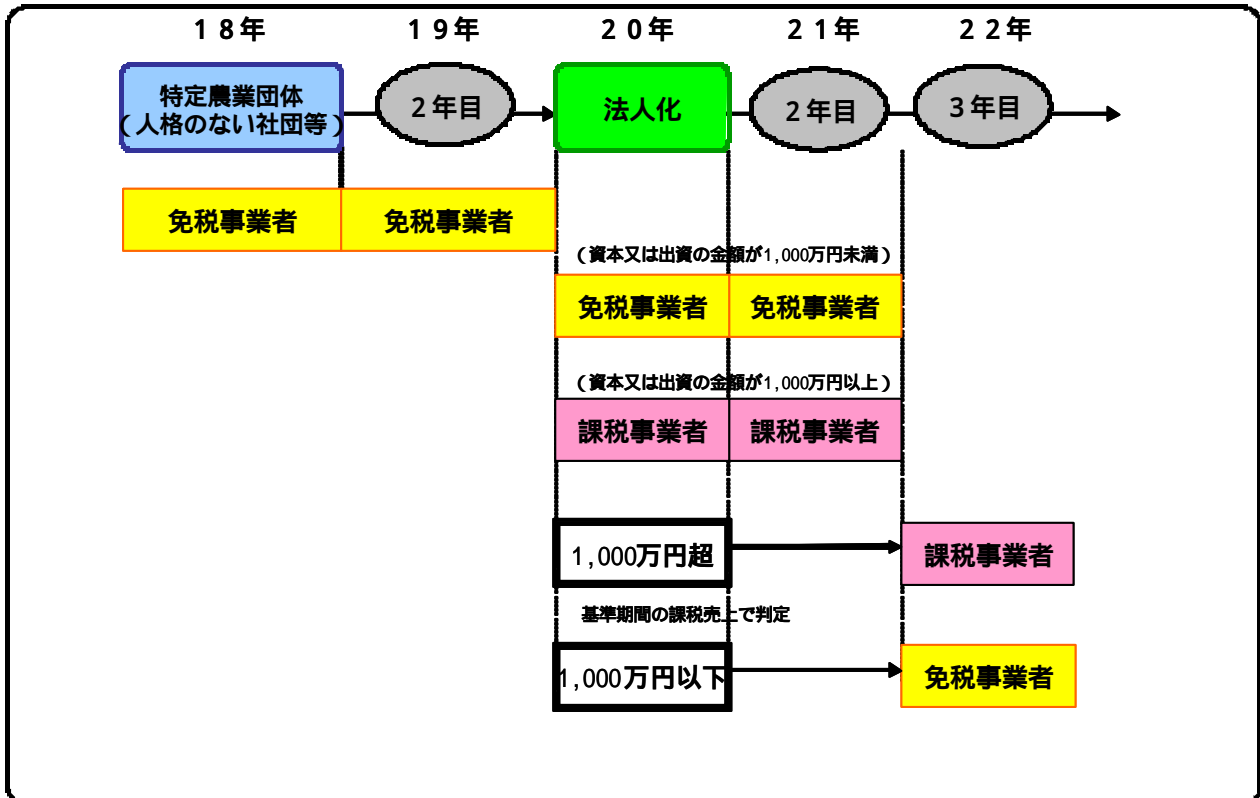 18年 19年 20年 21年 22年
特定農業団体
(人格のない社団等)
2年目
法人化
2年目
3年目
免税事業者 免税事業者
(資本又は出資の金額が1,000万円未満)
免税事業者 免税事業者
(資本又は出資の金額が1,000万円以上)
課税事業者 課税事業者
1,000万円超
課税事業者
基準期間の課税売上で判定
1,000万円以下
免税事業者